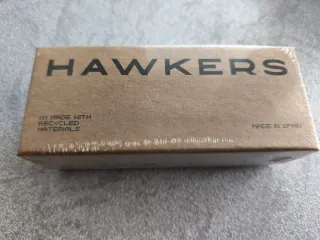 HAWKERS
I'M MADE WITH
RECYCLED
MATERIALS
MADE IN SPAIN